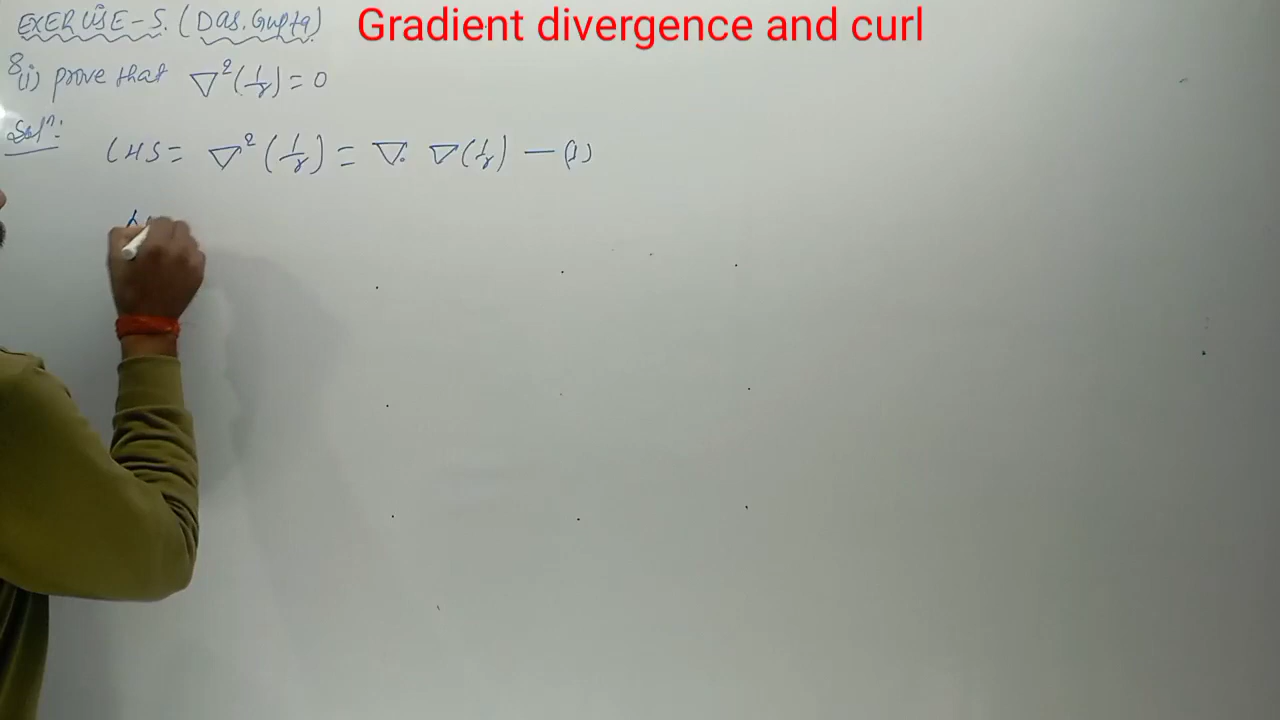 Gradient divergence and curl
EXERCISE-5. (Das.Gupta)
8(i) prove that ∇²(1/r) = 0
Solⁿ:
LHS = ∇²(1/r) = ∇. ∇(1/r) — (1)